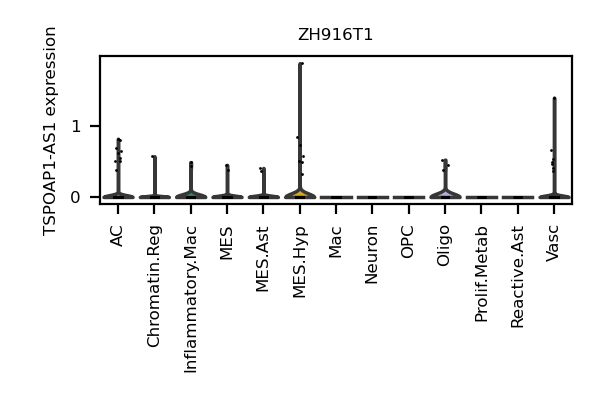 ZH916T1
TSPOAP1-AS1 expression
1
0
AC
Chromatin.Reg
Inflammatory.Mac
MES
MES.Ast
MES.Hyp
Mac
Neuron
OPC
Oligo
Prolif.Metab
Reactive.Ast
Vasc